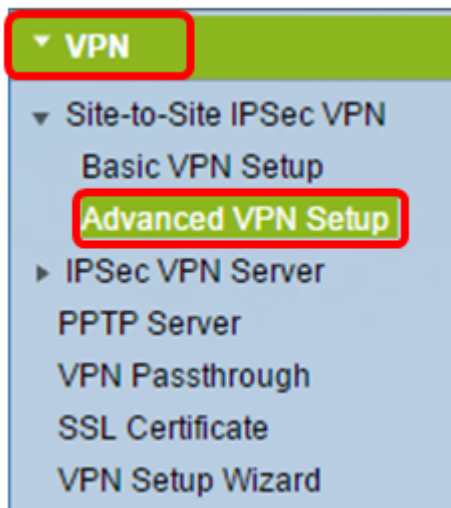 VPN
Site-to-Site IPSec VPN
Basic VPN Setup
Advanced VPN Setup
IPSec VPN Server
PPTP Server
VPN Passthrough
SSL Certificate
VPN Setup Wizard